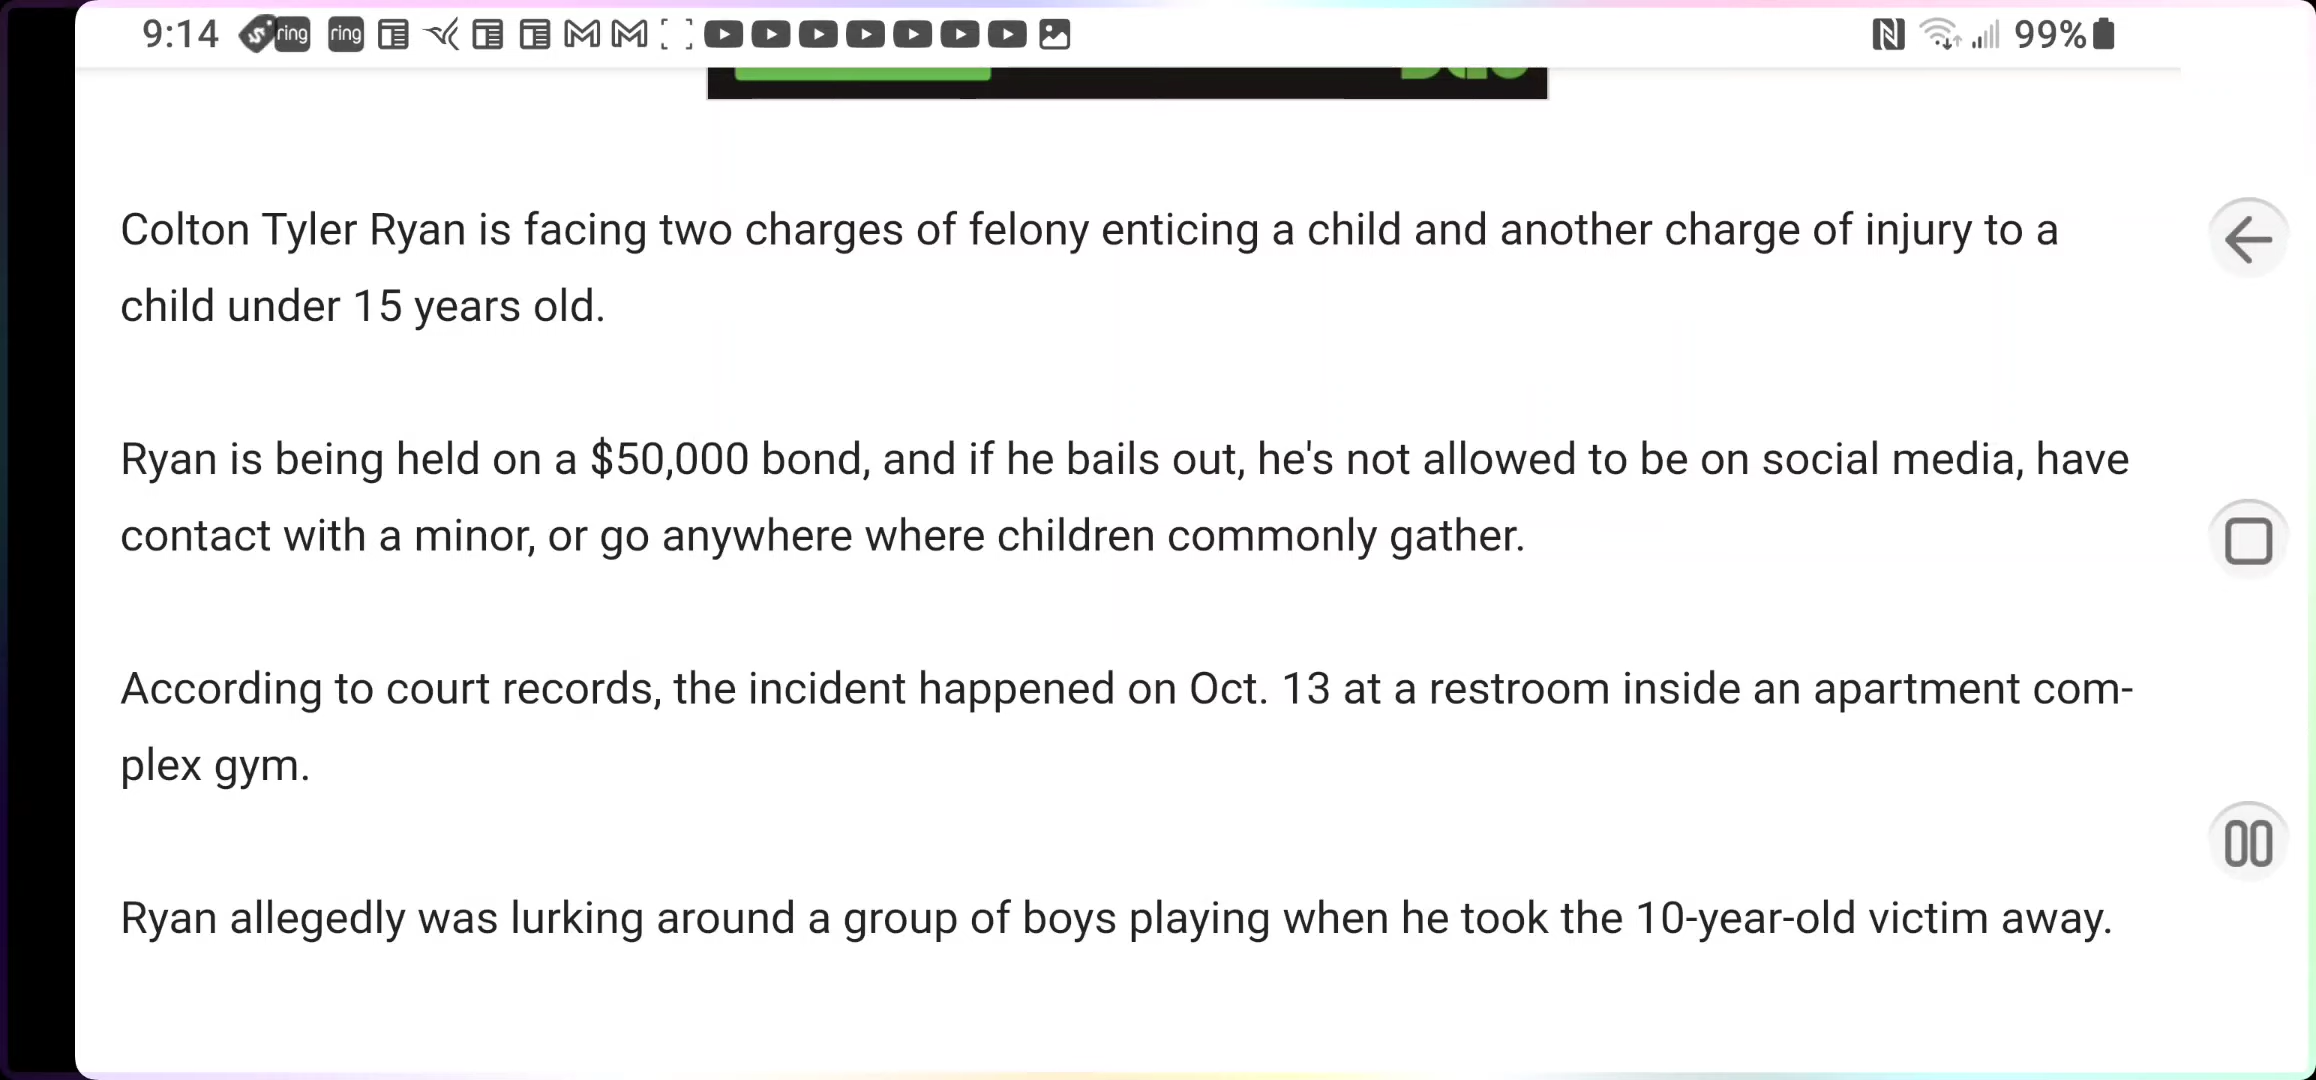 9:14 ring ring 99%
Colton Tyler Ryan is facing two charges of felony enticing a child and another charge of injury to a
child under 15 years old.
Ryan is being held on a $50,000 bond, and if he bails out, he's not allowed to be on social media, have
contact with a minor, or go anywhere where children commonly gather.
According to court records, the incident happened on Oct. 13 at a restroom inside an apartment com-
plex gym.
Ryan allegedly was lurking around a group of boys playing when he took the 10-year-old victim away.